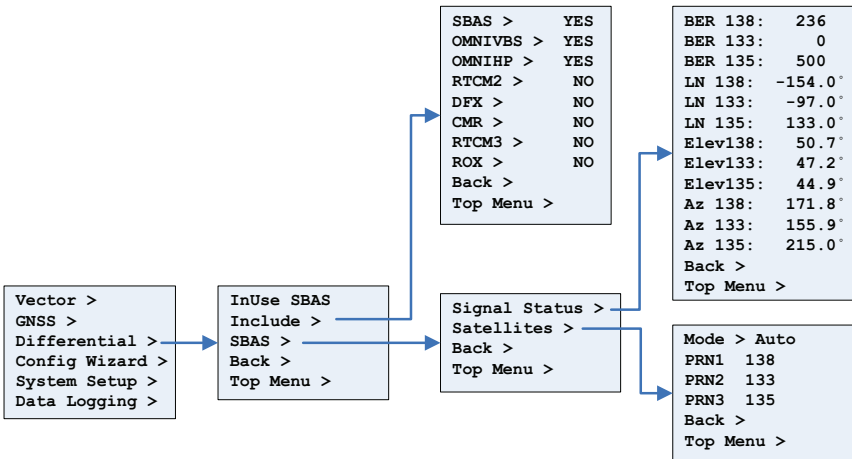 Vector >
GNSS >
Differential >
Config Wizard >
System Setup >
Data Logging >
InUse SBAS
Include >
SBAS >
Back >
Top Menu >
SBAS > YES
OMNIVBS > YES
OMNIHP > YES
RTCM2 > NO
DFX > NO
CMR > NO
RTCM3 > NO
ROX > NO
Back >
Top Menu >
Signal Status >
Satellites >
Back >
Top Menu >
BER 138: 236
BER 133: 0
BER 135: 500
LN 138: -154.0°
LN 133: -97.0°
LN 135: 133.0°
Elev138: 50.7°
Elev133: 47.2°
Elev135: 44.9°
Az 138: 171.8°
Az 133: 155.9°
Az 135: 215.0°
Back >
Top Menu >
Mode > Auto
PRN1 138
PRN2 133
PRN3 135
Back >
Top Menu >